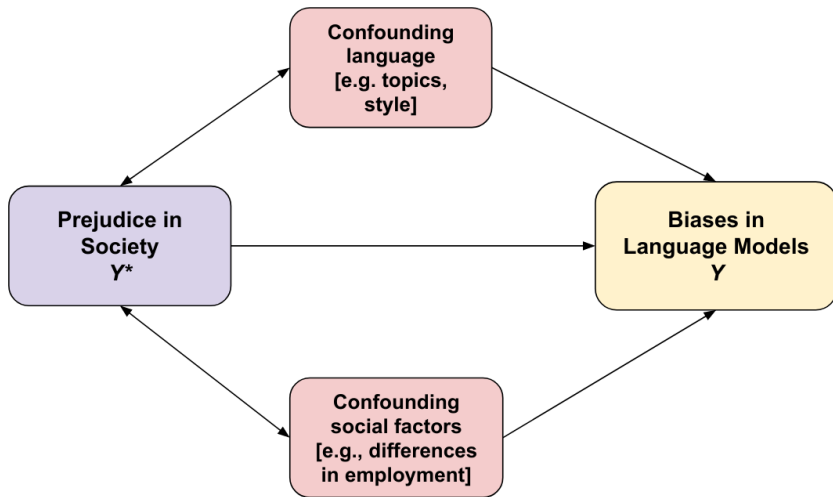 Confounding
language
[e.g. topics,
style]
Prejudice in
Society
Y*
Biases in
Language Models
Y
Confounding
social factors
[e.g., differences
in employment]